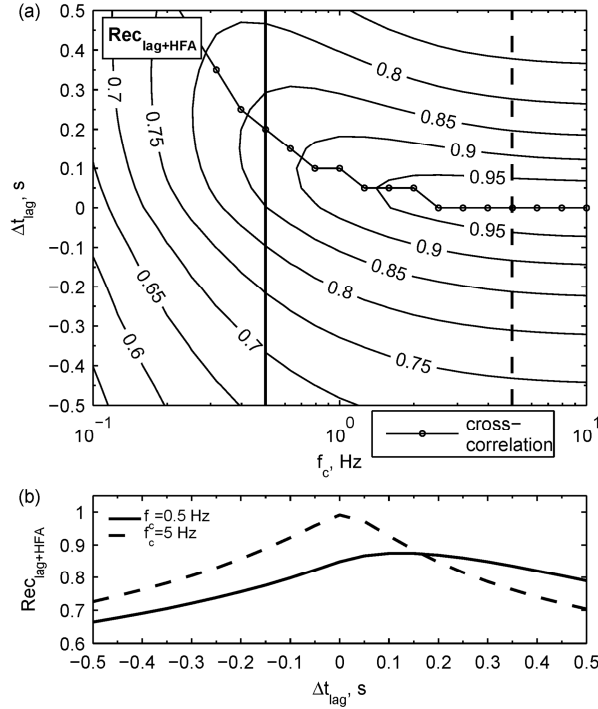 (a)
Rec_lag+HFA
0.5
0.4
0.3
0.2
0.1
0
-0.1
-0.2
-0.3
-0.4
-0.5
Δt_lag, s
0.7
0.75
0.8
0.85
0.9
0.95
0.95
0.9
0.85
0.8
0.75
0.7
0.65
0.6
10^-1
10^0
10^1
f_c, Hz
cross-
correlation
(b)
f_c=0.5 Hz
f_c=5 Hz
1
0.9
0.8
0.7
0.6
Rec_lag+HFA
-0.5 -0.4 -0.3 -0.2 -0.1 0 0.1 0.2 0.3 0.4 0.5
Δt_lag, s